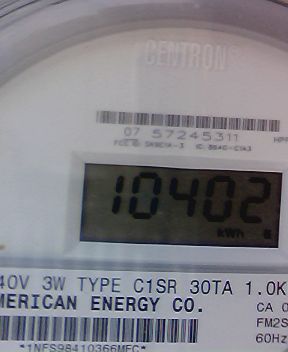 CENTRON®
07 57245311
10402
kWh
40V 3W TYPE C1SR 30TA 1.0K
MERICAN ENERGY CO.
CA 0
FM2S
60Hz
*1NFS98410366MFC*